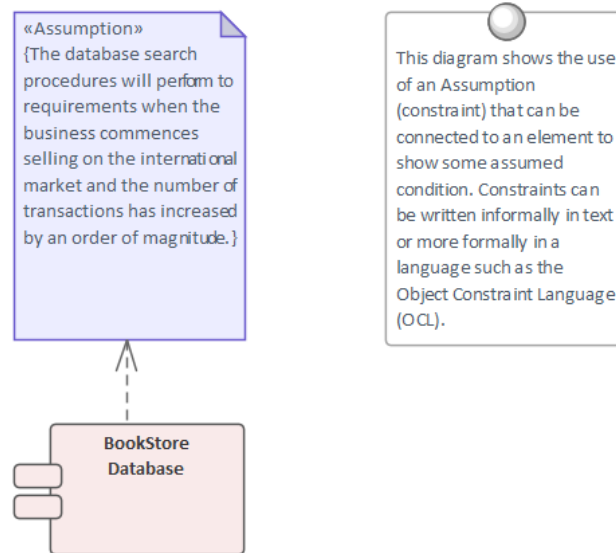 «Assumption»
{The database search
procedures will perform to
requirements when the
business commences
selling on the international
market and the number of
transactions has increased
by an order of magnitude.}
This diagram shows the use
of an Assumption
(constraint) that can be
connected to an element to
show some assumed
condition. Constraints can
be written informally in text
or more formally in a
language such as the
Object Constraint Language
(OCL).
BookStore
Database